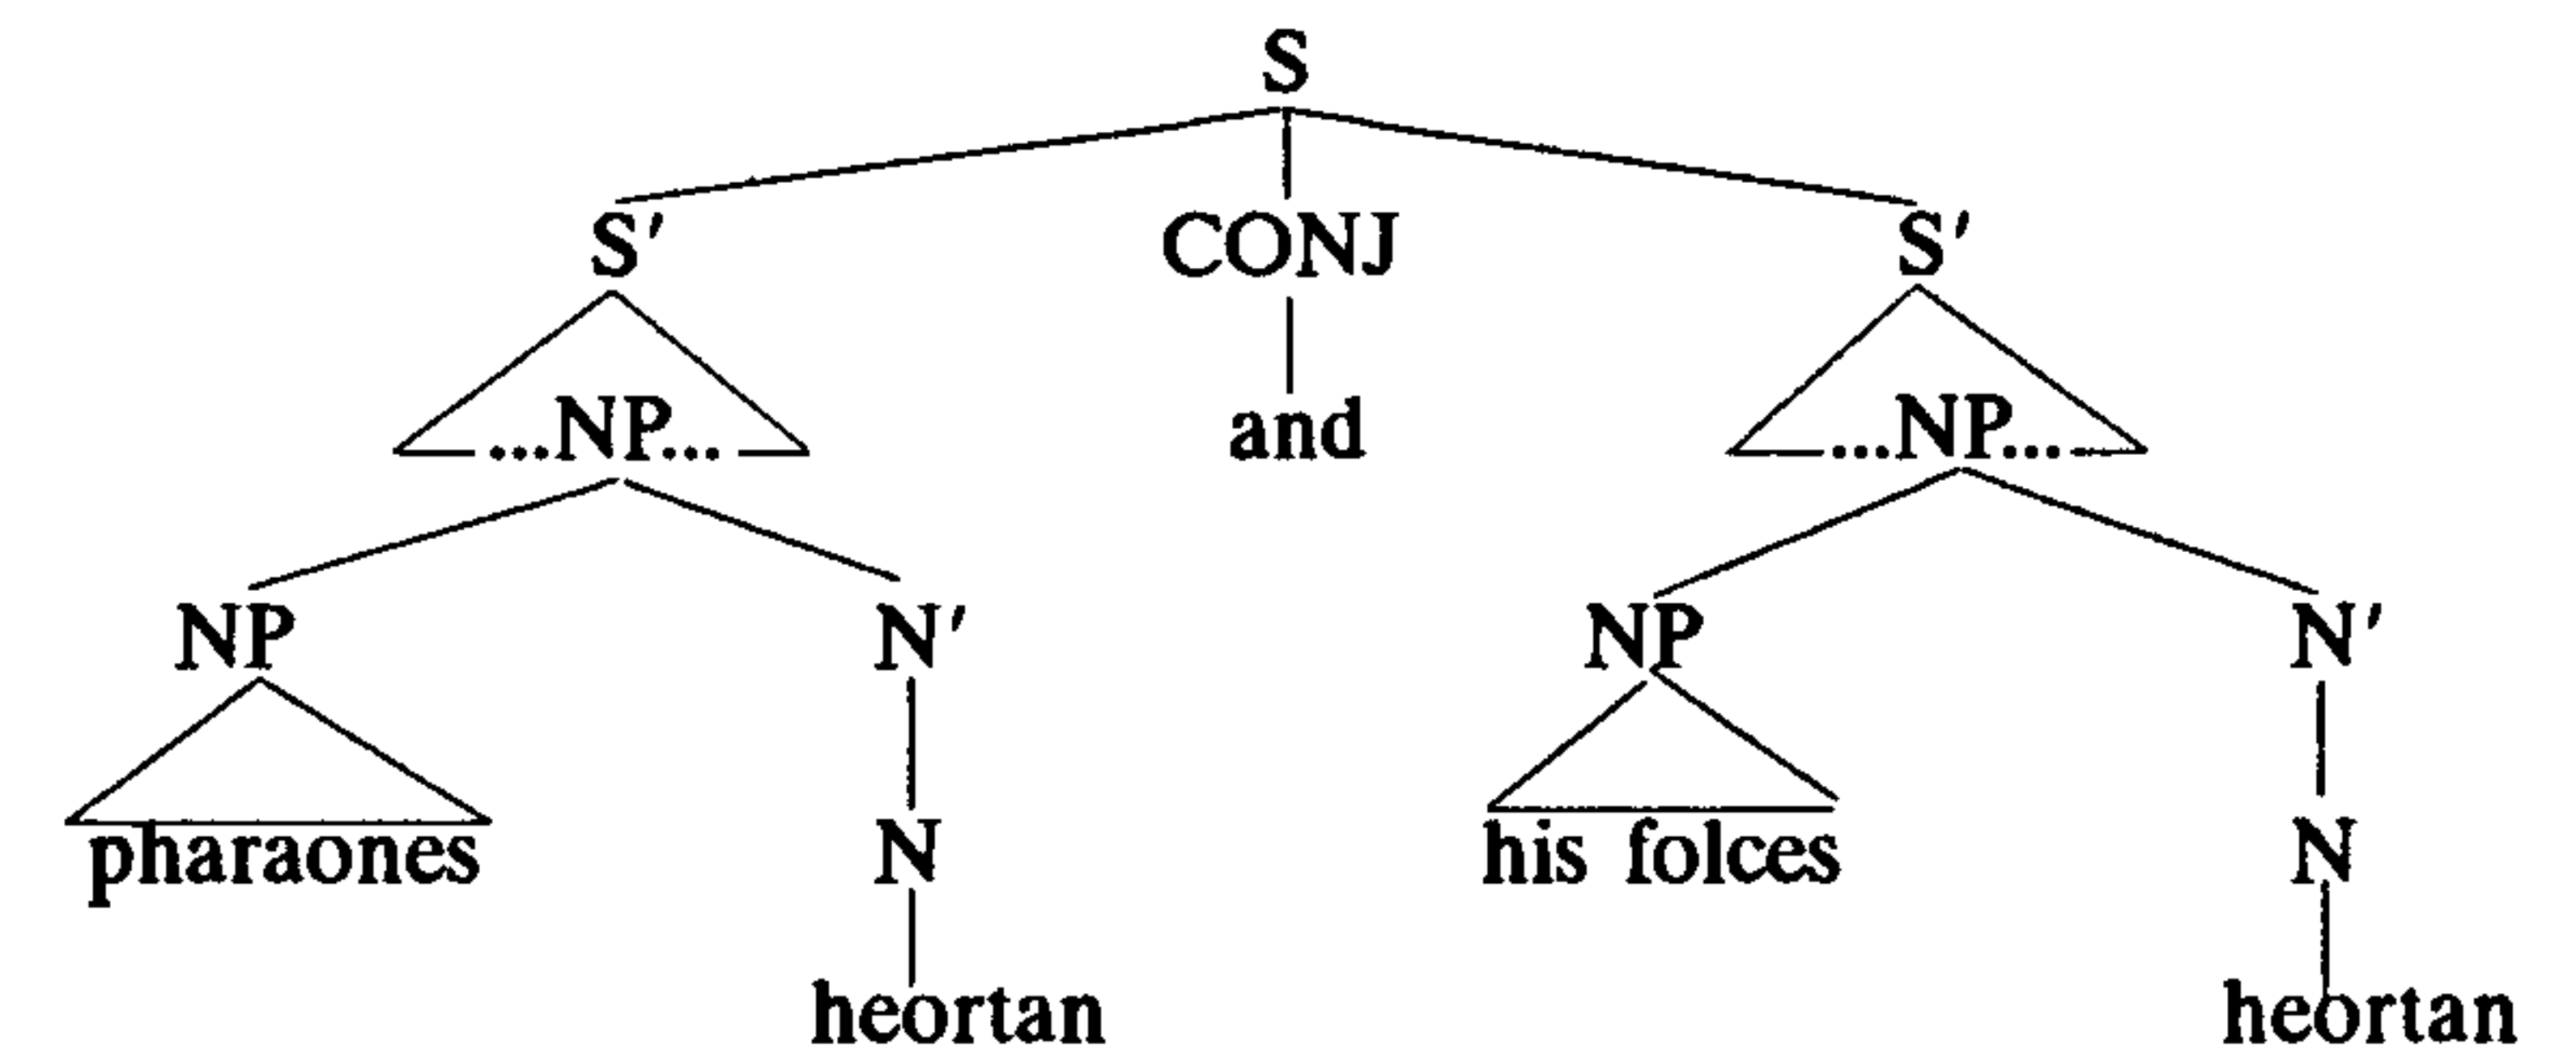 S
S′ CONJ S′
...NP... and ...NP...
NP N′ NP N′
pharaones N his folces N
heortan heortan